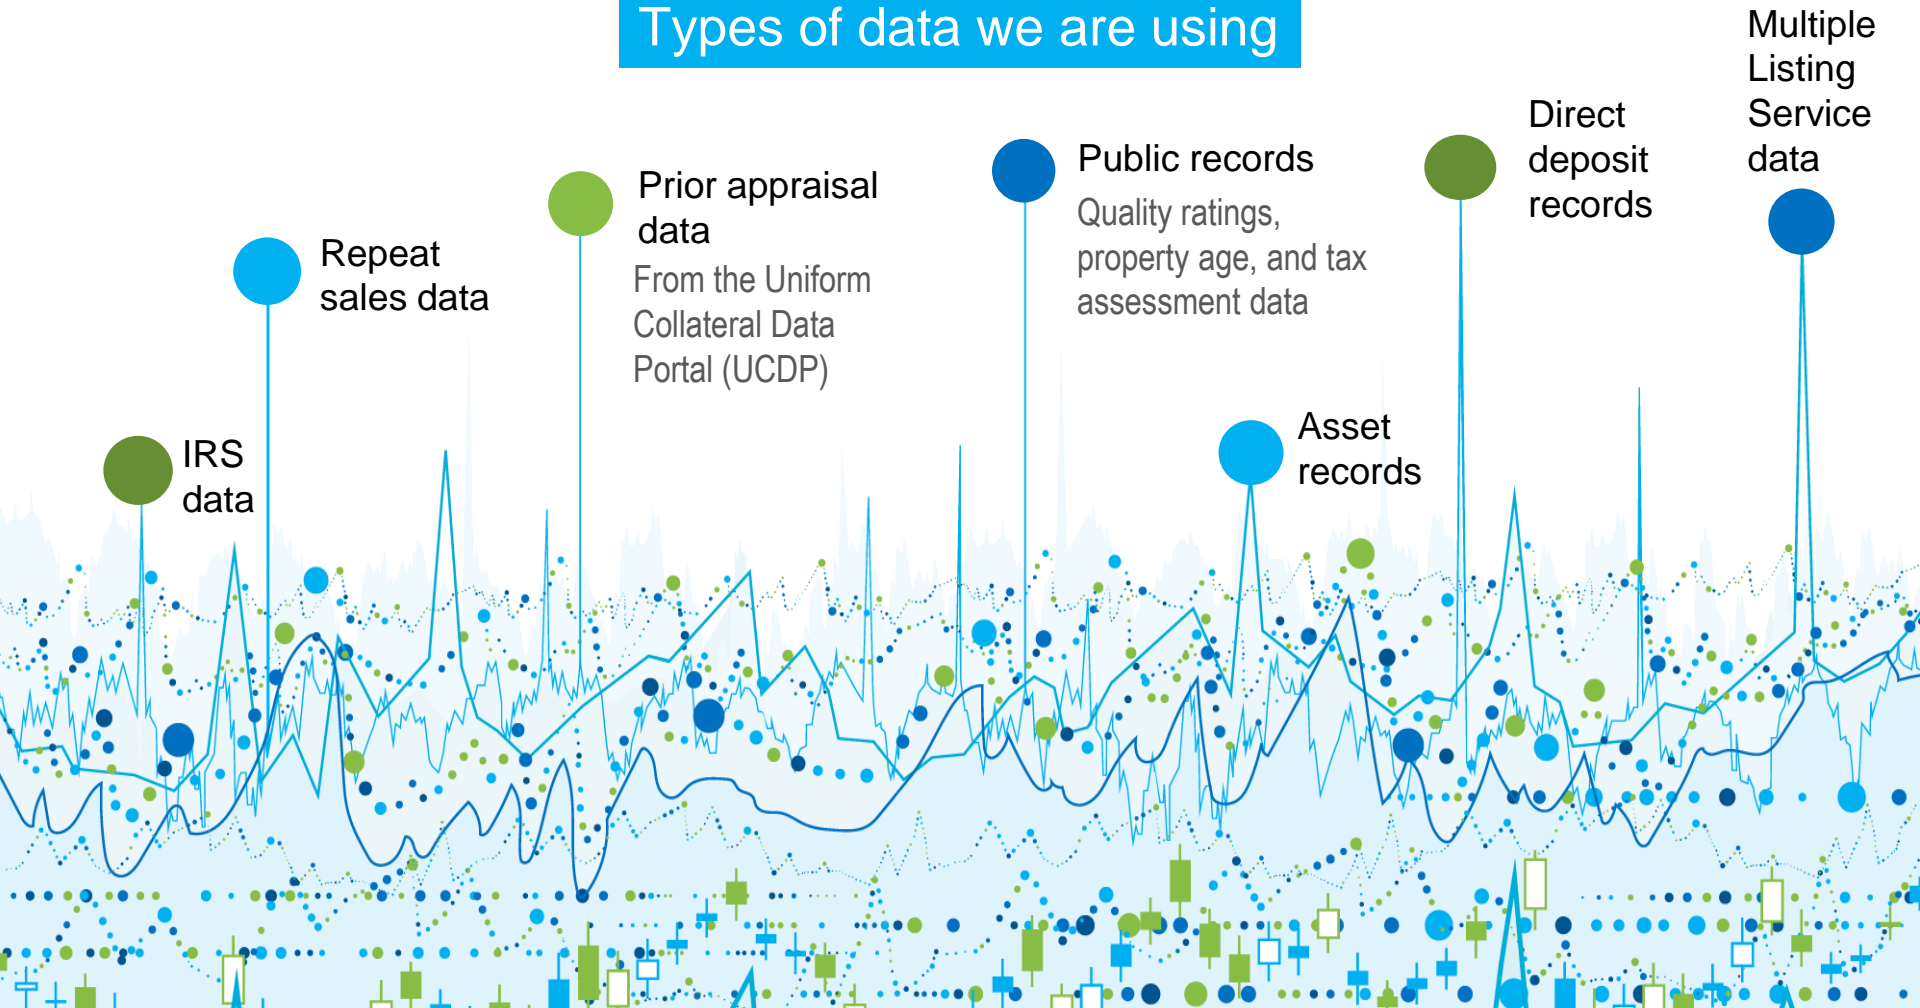 Types of data we are using
IRS
data
Repeat
sales data
Prior appraisal
data
From the Uniform
Collateral Data
Portal (UCDP)
Public records
Quality ratings,
property age, and tax
assessment data
Asset
records
Direct
deposit
records
Multiple
Listing
Service
data